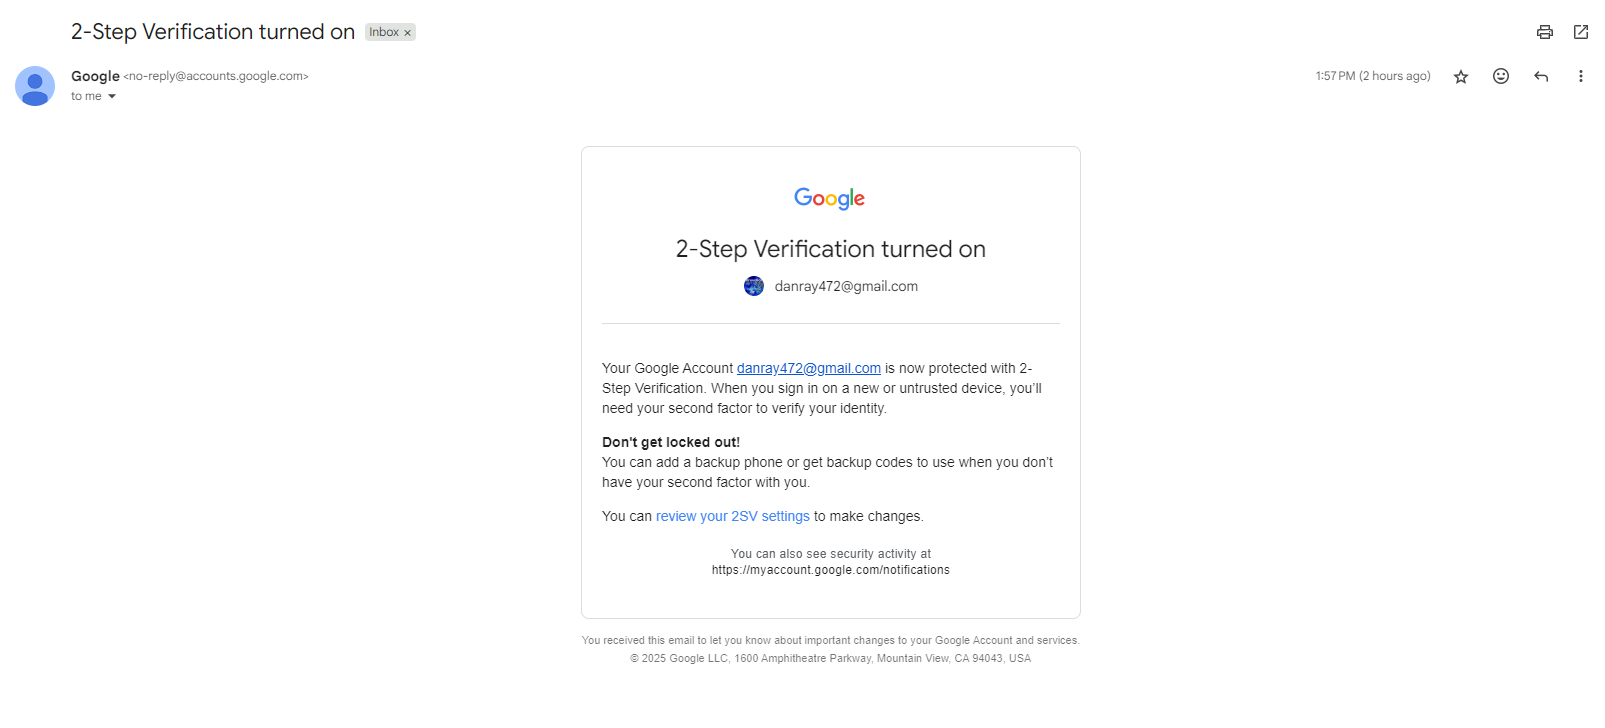 2-Step Verification turned on Inbox ×
Google <no-reply@accounts.google.com>
1:57 PM (2 hours ago)
to me
Google
2-Step Verification turned on
danray472@gmail.com
Your Google Account danray472@gmail.com is now protected with 2-
Step Verification. When you sign in on a new or untrusted device, you’ll
need your second factor to verify your identity.
Don't get locked out!
You can add a backup phone or get backup codes to use when you don’t
have your second factor with you.
You can review your 2SV settings to make changes.
You can also see security activity at
https://myaccount.google.com/notifications
You received this email to let you know about important changes to your Google Account and services.
© 2025 Google LLC, 1600 Amphitheatre Parkway, Mountain View, CA 94043, USA